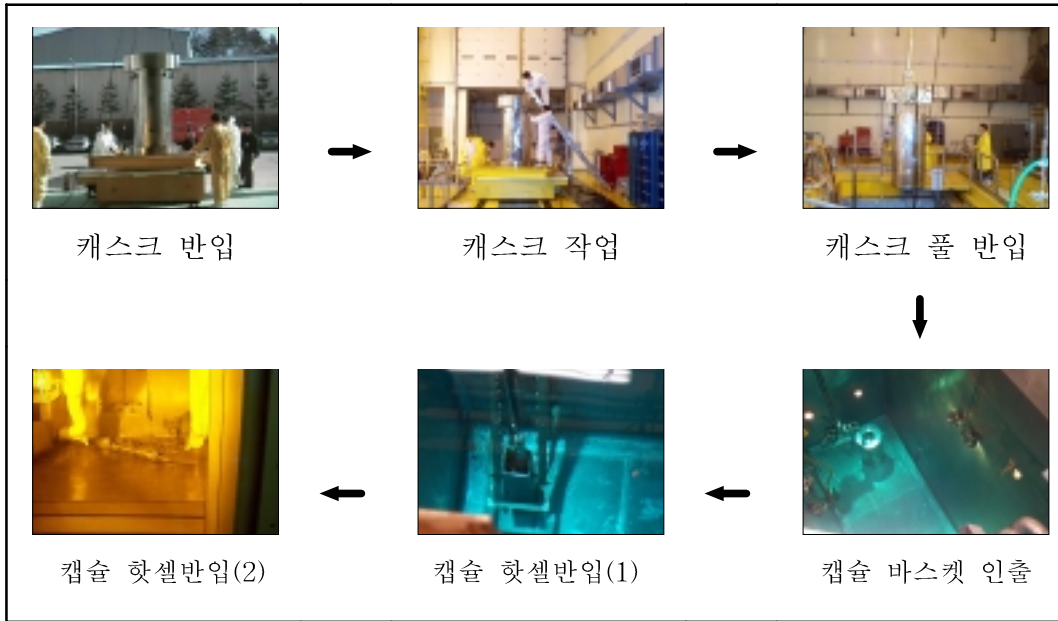 캐스크 반입
캐스크 작업
캐스크 풀 반입
캡슐 바스켓 인출
캡슐 핫셀반입(1)
캡슐 핫셀반입(2)